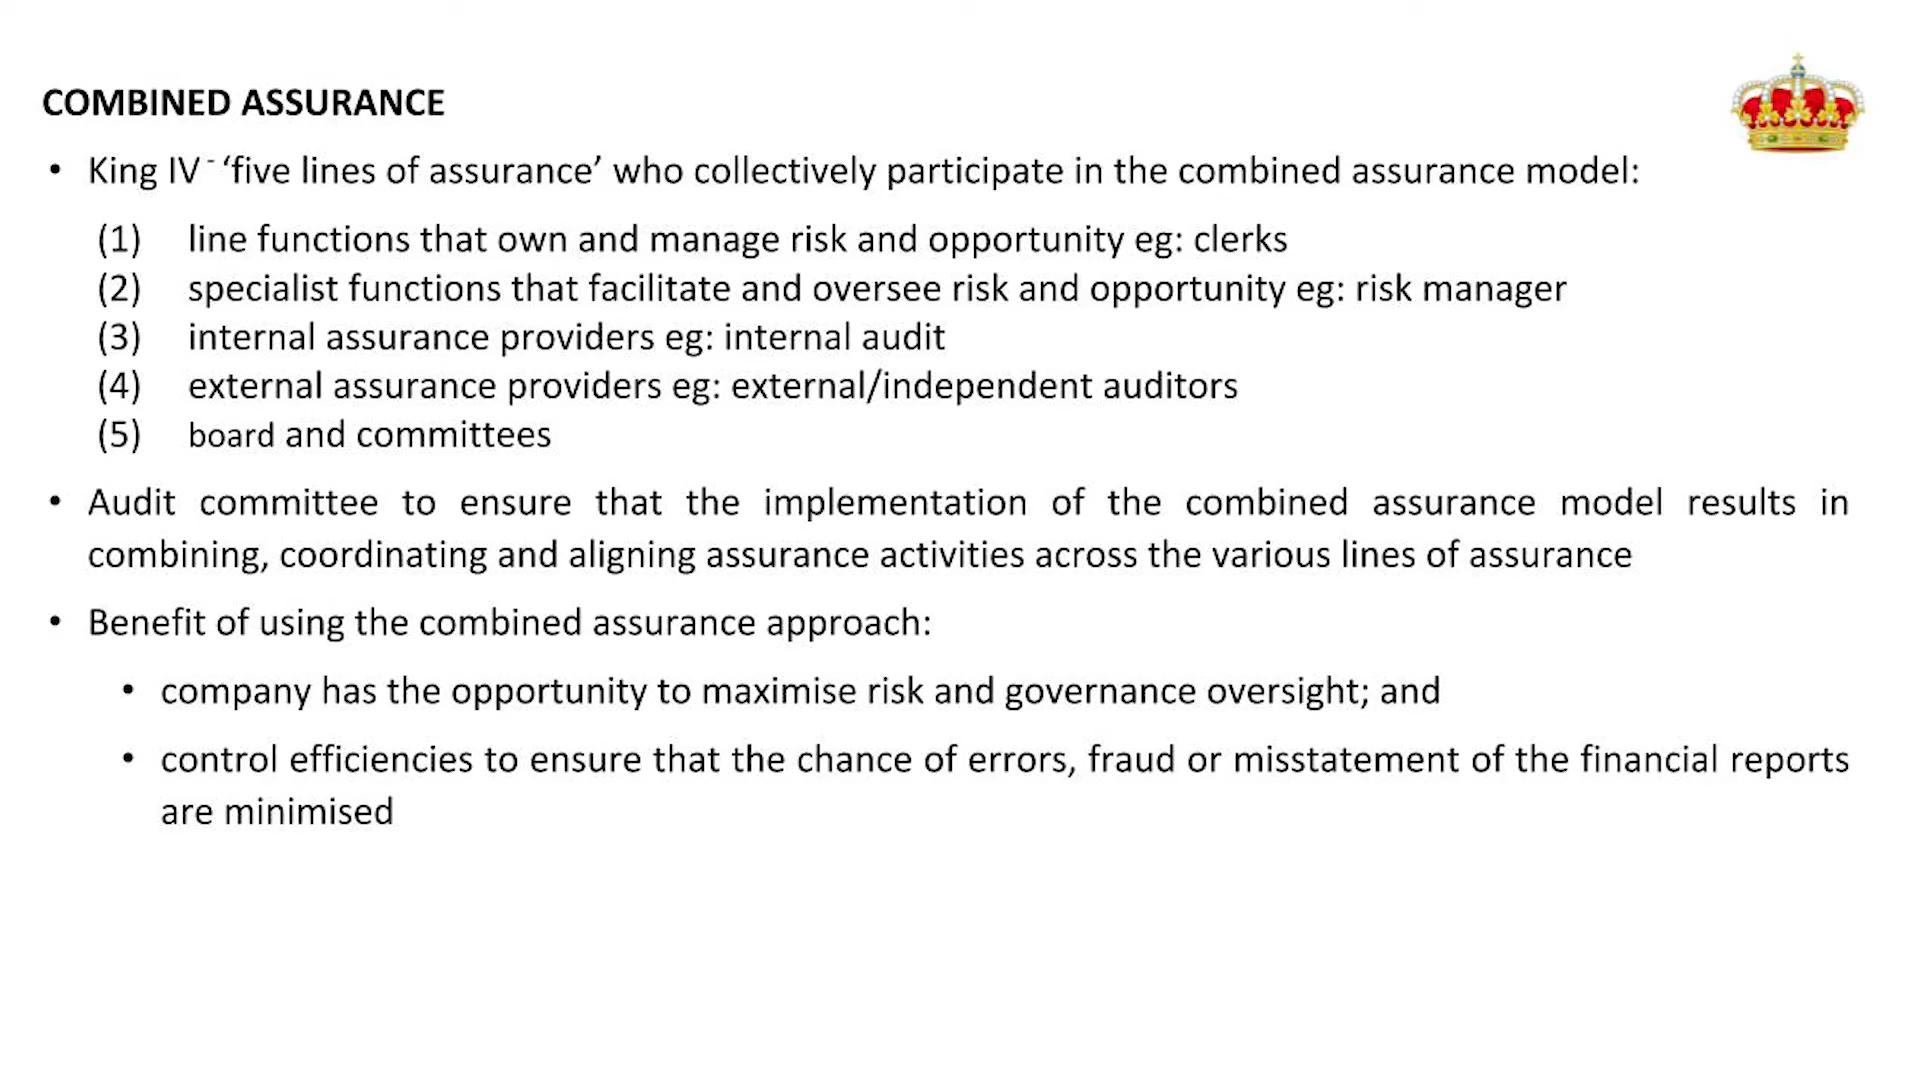 COMBINED ASSURANCE
• King IV - ‘five lines of assurance’ who collectively participate in the combined assurance model:
(1) line functions that own and manage risk and opportunity eg: clerks
(2) specialist functions that facilitate and oversee risk and opportunity eg: risk manager
(3) internal assurance providers eg: internal audit
(4) external assurance providers eg: external/independent auditors
(5) board and committees
• Audit committee to ensure that the implementation of the combined assurance model results in
combining, coordinating and aligning assurance activities across the various lines of assurance
• Benefit of using the combined assurance approach:
• company has the opportunity to maximise risk and governance oversight; and
• control efficiencies to ensure that the chance of errors, fraud or misstatement of the financial reports
are minimised